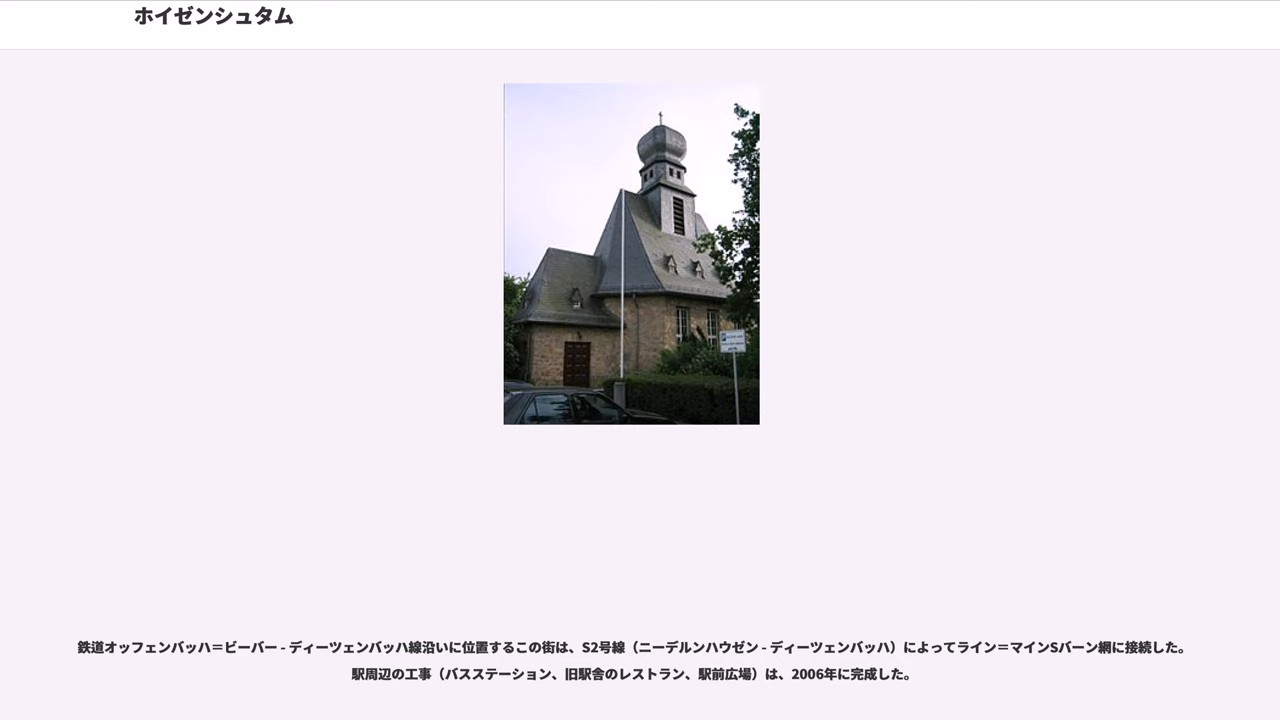 ホイゼンシュタム
鉄道オッフェンバッハ＝ビーバー - ディーツェンバッハ線沿いに位置するこの街は、S2号線（ニーデルンハウゼン - ディーツェンバッハ）によってライン＝マインSバーン網に接続した。
駅周辺の工事（バスステーション、旧駅舎のレストラン、駅前広場）は、2006年に完成した。